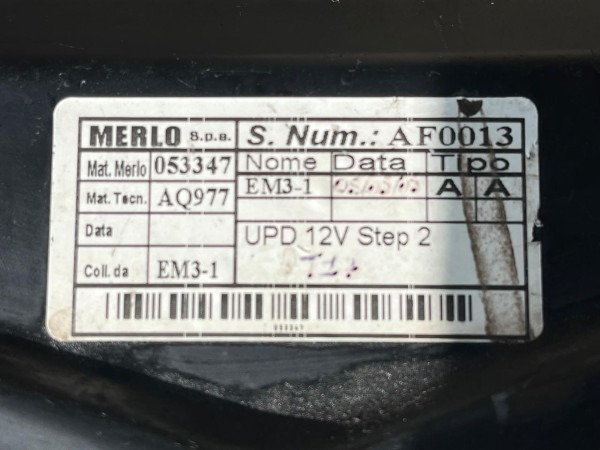 MERLO S.p.a. S. Num.: AF0013
Mat. Merlo 053347 Nome Data Tipo
Mat. Tecn. AQ977 EM3-1 A A
Data UPD 12V Step 2
Coll. da EM3-1 T17